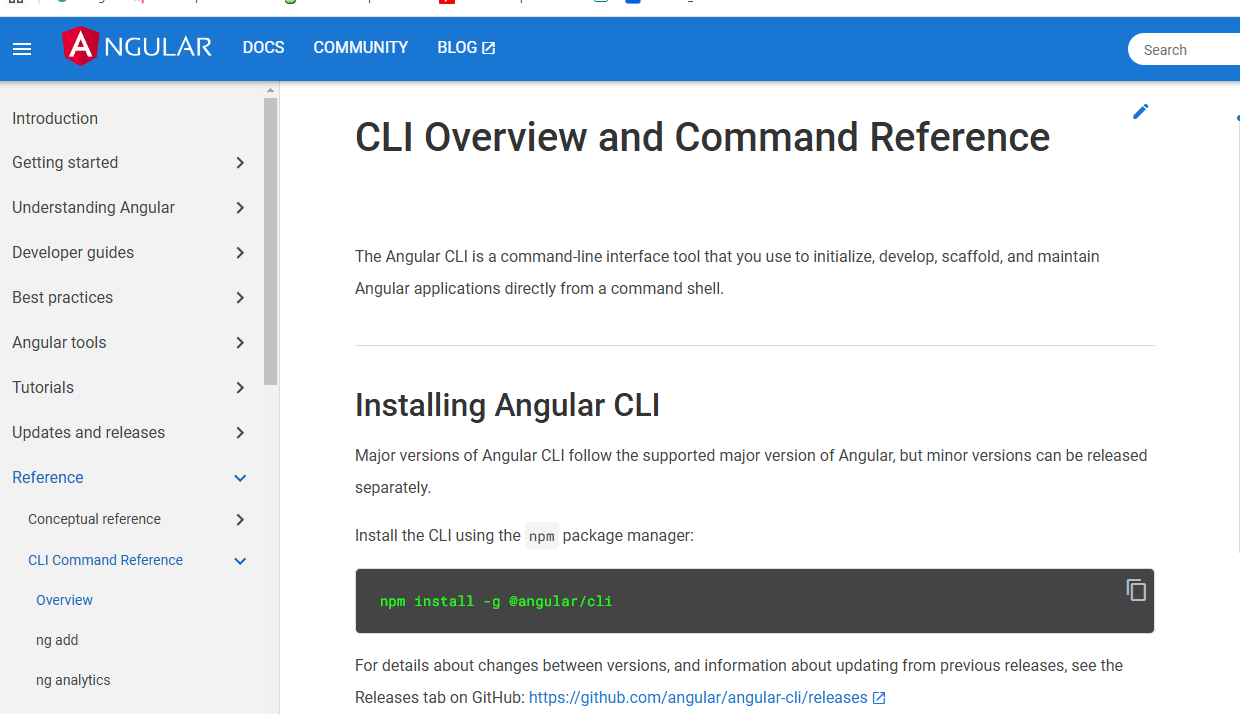 ANGULAR
DOCS
COMMUNITY
BLOG
Search
Introduction
Getting started
Understanding Angular
Developer guides
Best practices
Angular tools
Tutorials
Updates and releases
Reference
Conceptual reference
CLI Command Reference
Overview
ng add
ng analytics
CLI Overview and Command Reference
The Angular CLI is a command-line interface tool that you use to initialize, develop, scaffold, and maintain
Angular applications directly from a command shell.
Installing Angular CLI
Major versions of Angular CLI follow the supported major version of Angular, but minor versions can be released
separately.
Install the CLI using the npm package manager:
npm install -g @angular/cli
For details about changes between versions, and information about updating from previous releases, see the
Releases tab on GitHub: https://github.com/angular/angular-cli/releases